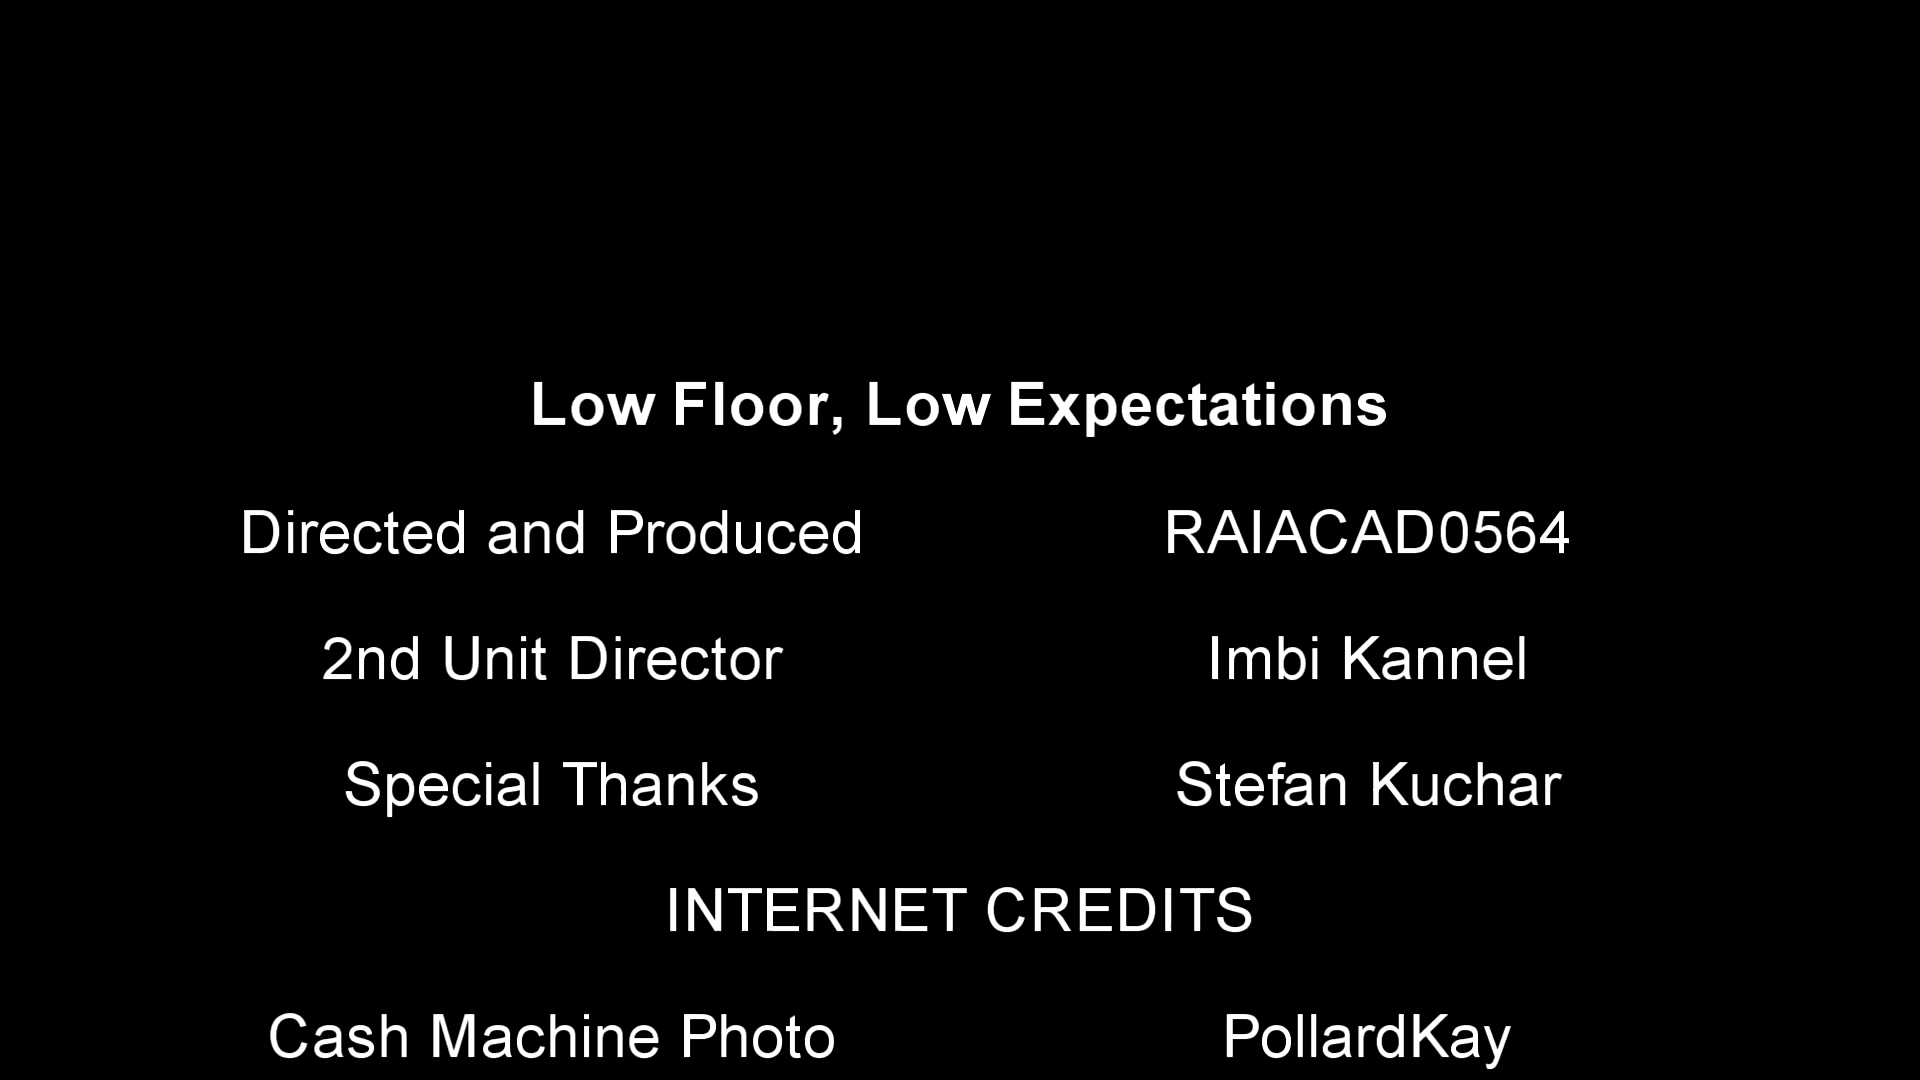 Low Floor, Low Expectations
Directed and Produced RAIACAD0564
2nd Unit Director Imbi Kannel
Special Thanks Stefan Kuchar
INTERNET CREDITS
Cash Machine Photo PollardKay